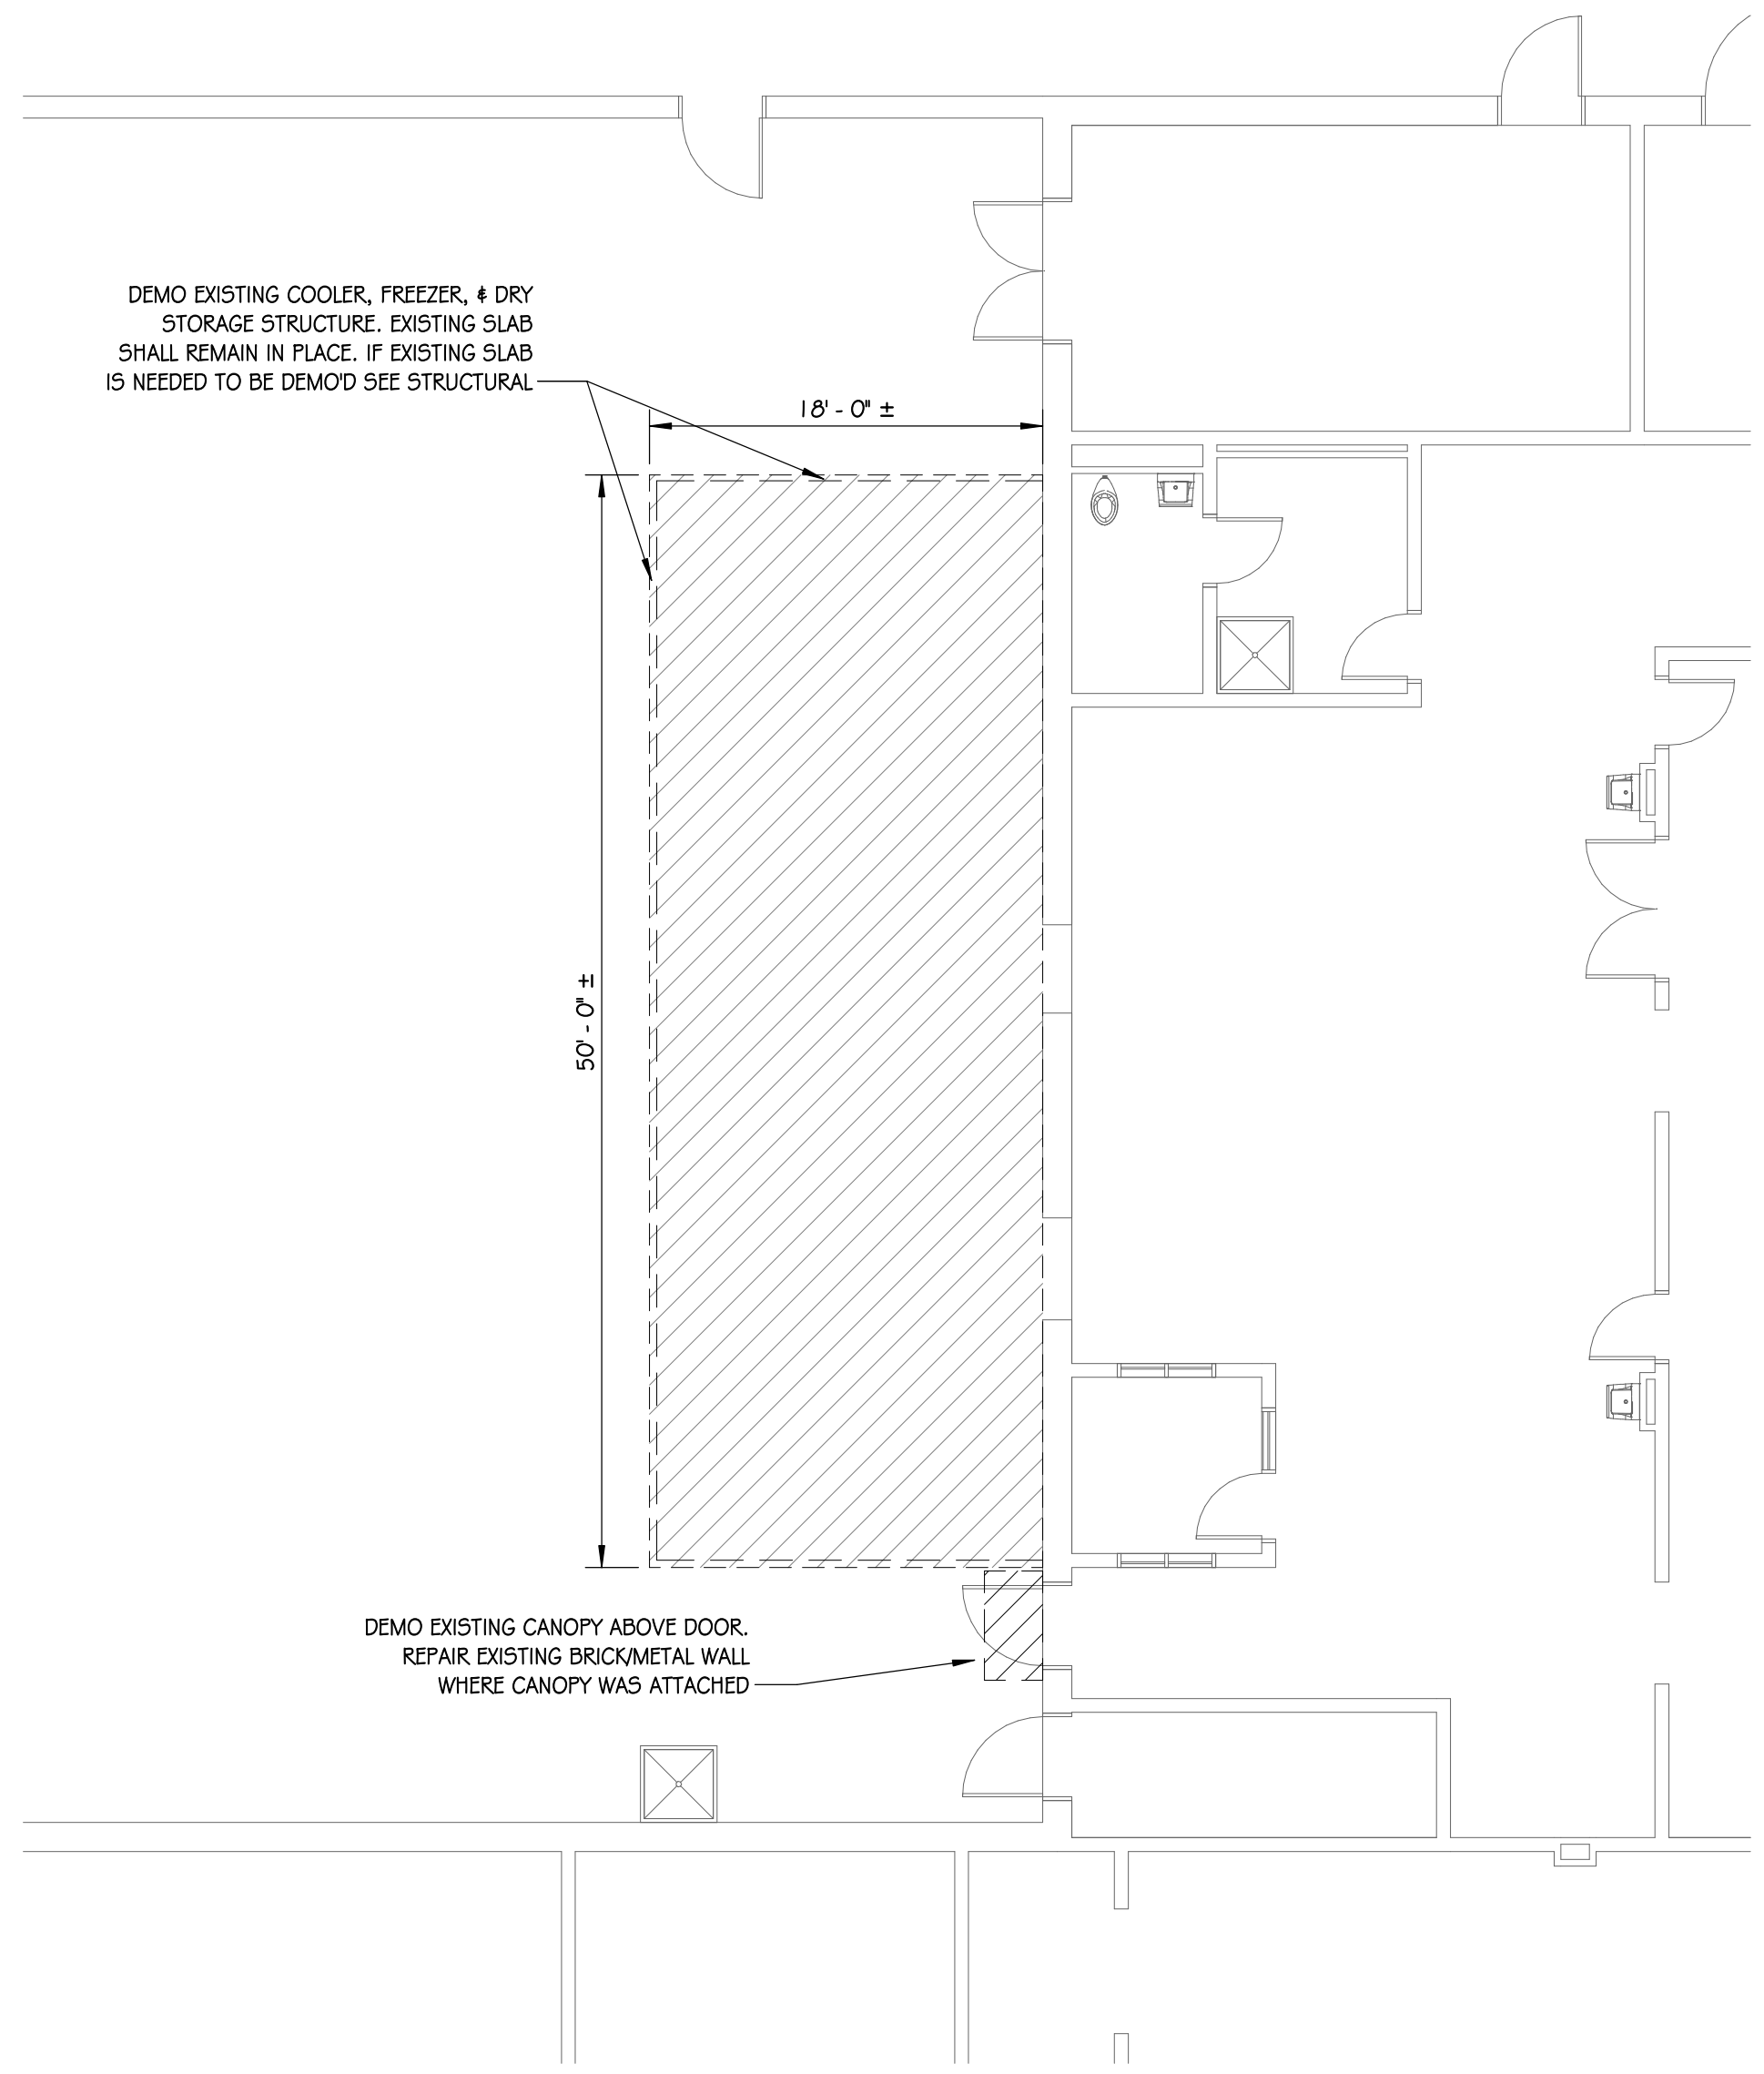 DEMO EXISTING COOLER, FREEZER, & DRY
STORAGE STRUCTURE. EXISTING SLAB
SHALL REMAIN IN PLACE. IF EXISTING SLAB
IS NEEDED TO BE DEMO'D SEE STRUCTURAL
18' - 0" ±
50' - 0" ±
DEMO EXISTING CANOPY ABOVE DOOR.
REPAIR EXISTING BRICK/METAL WALL
WHERE CANOPY WAS ATTACHED